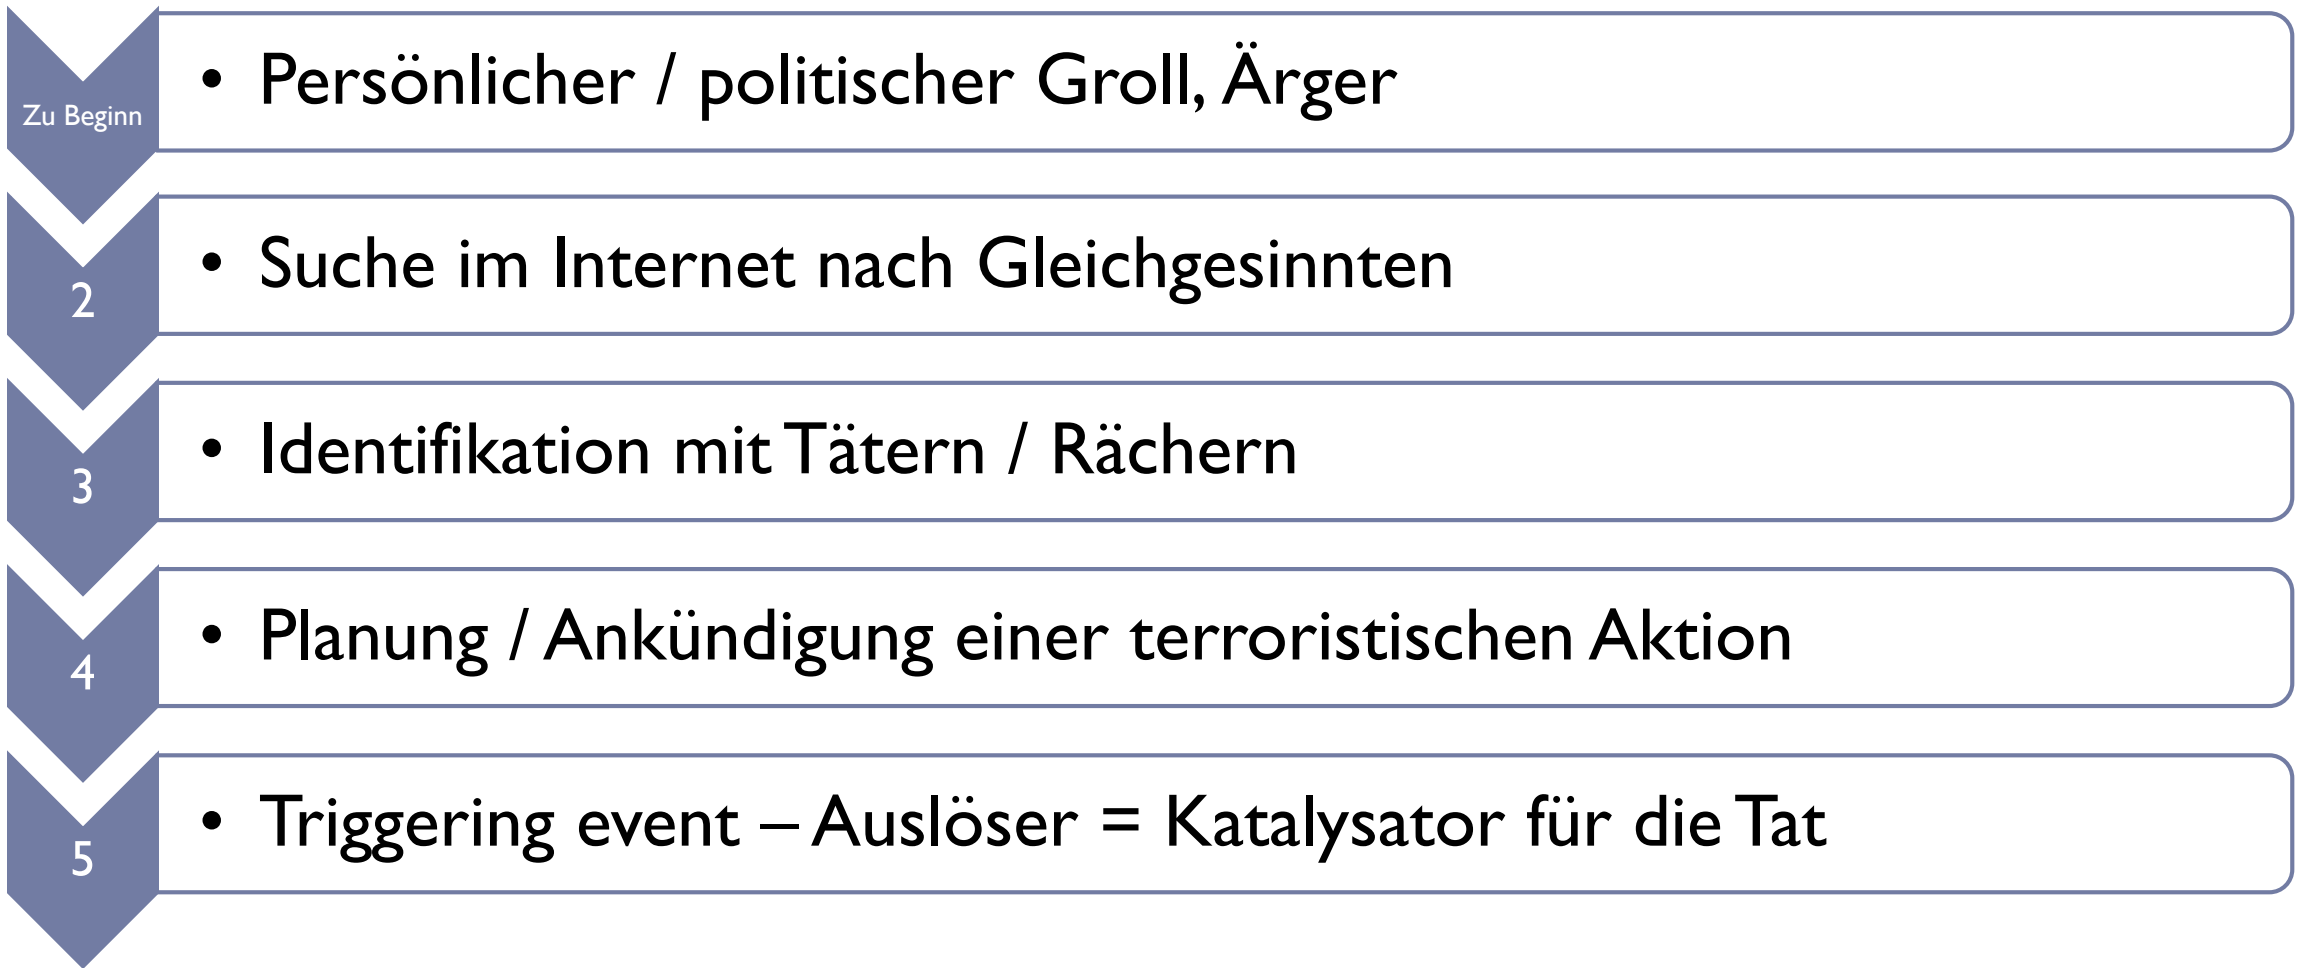 Zu Beginn
• Persönlicher / politischer Groll, Ärger
2
• Suche im Internet nach Gleichgesinnten
3
• Identifikation mit Tätern / Rächern
4
• Planung / Ankündigung einer terroristischen Aktion
5
• Triggering event – Auslöser = Katalysator für die Tat